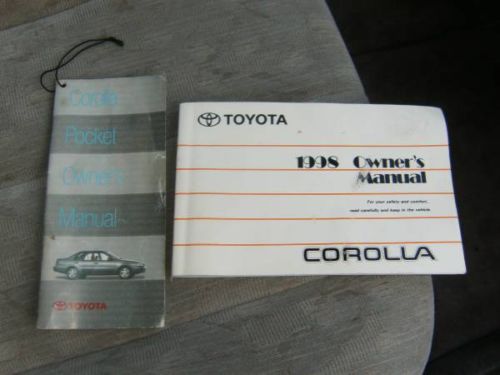 Corolla
Pocket
Owner's
Manual
TOYOTA
TOYOTA
1998 Owner's
Manual
For your safety and comfort,
read carefully and keep in the vehicle.
COROLLA